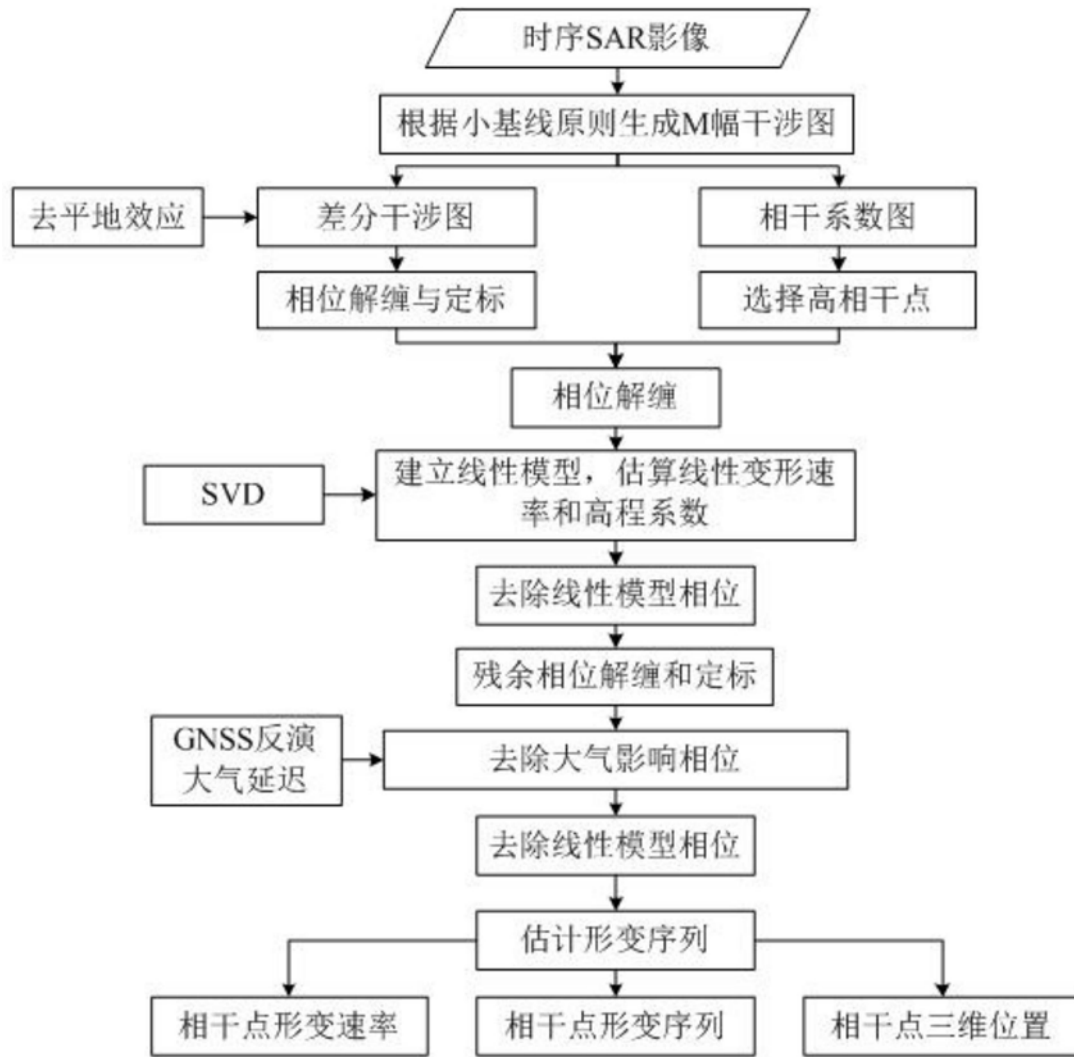 时序SAR影像
根据小基线原则生成M幅干涉图
去平地效应
差分干涉图
相干系数图
相位解缠与定标
选择高相干点
相位解缠
SVD
建立线性模型，估算线性变形速
率和高程系数
去除线性模型相位
残余相位解缠和定标
GNSS反演
大气延迟
去除大气影响相位
去除线性模型相位
估计形变序列
相干点形变速率
相干点形变序列
相干点三维位置